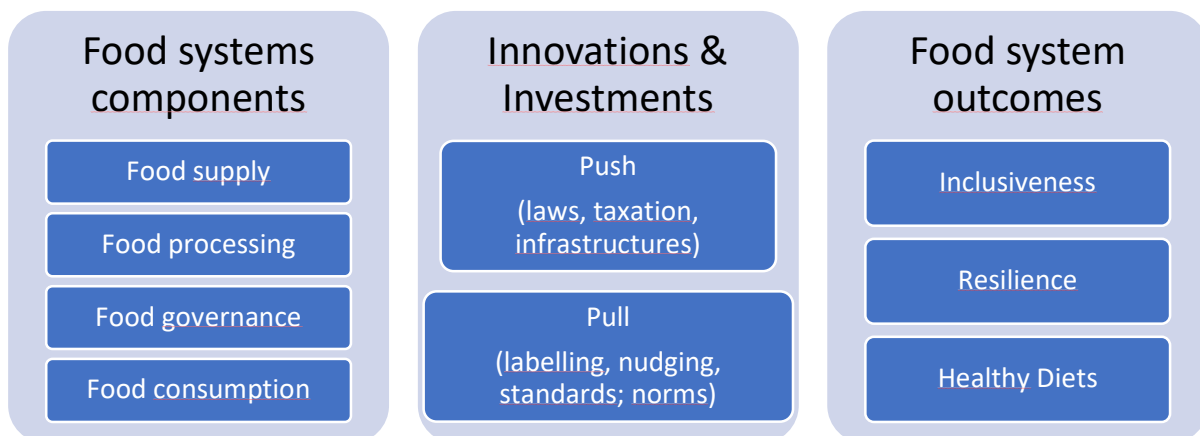 Food systems
components
Food supply
Food processing
Food governance
Food consumption
Innovations &
Investments
Push
(laws, taxation,
infrastructures)
Pull
(labelling, nudging,
standards; norms)
Food system
outcomes
Inclusiveness
Resilience
Healthy Diets